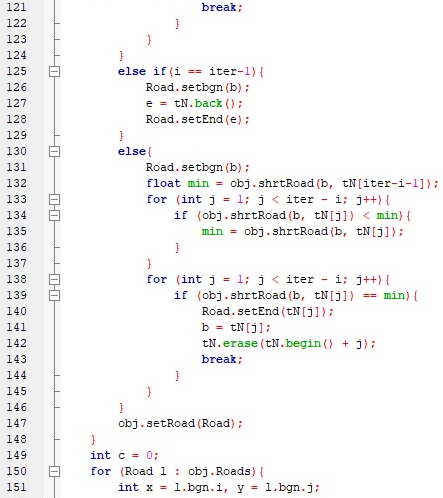 121 break;
122 }
123 }
124 }
125 else if(i == iter-1){
126 Road.setbgn(b);
127 e = tN.back();
128 Road.setEnd(e);
129 }
130 else{
131 Road.setbgn(b);
132 float min = obj.shrtRoad(b, tN[iter-i-1]);
133 for (int j = 1; j < iter - i; j++){
134 if (obj.shrtRoad(b, tN[j]) < min){
135 min = obj.shrtRoad(b, tN[j]);
136 }
137 }
138 for (int j = 1; j < iter - i; j++){
139 if (obj.shrtRoad(b, tN[j]) == min){
140 Road.setEnd(tN[j]);
141 b = tN[j];
142 tN.erase(tN.begin() + j);
143 break;
144 }
145 }
146 }
147 obj.setRoad(Road);
148 }
149 int c = 0;
150 for (Road l : obj.Roads){
151 int x = l.bgn.i, y = l.bgn.j;